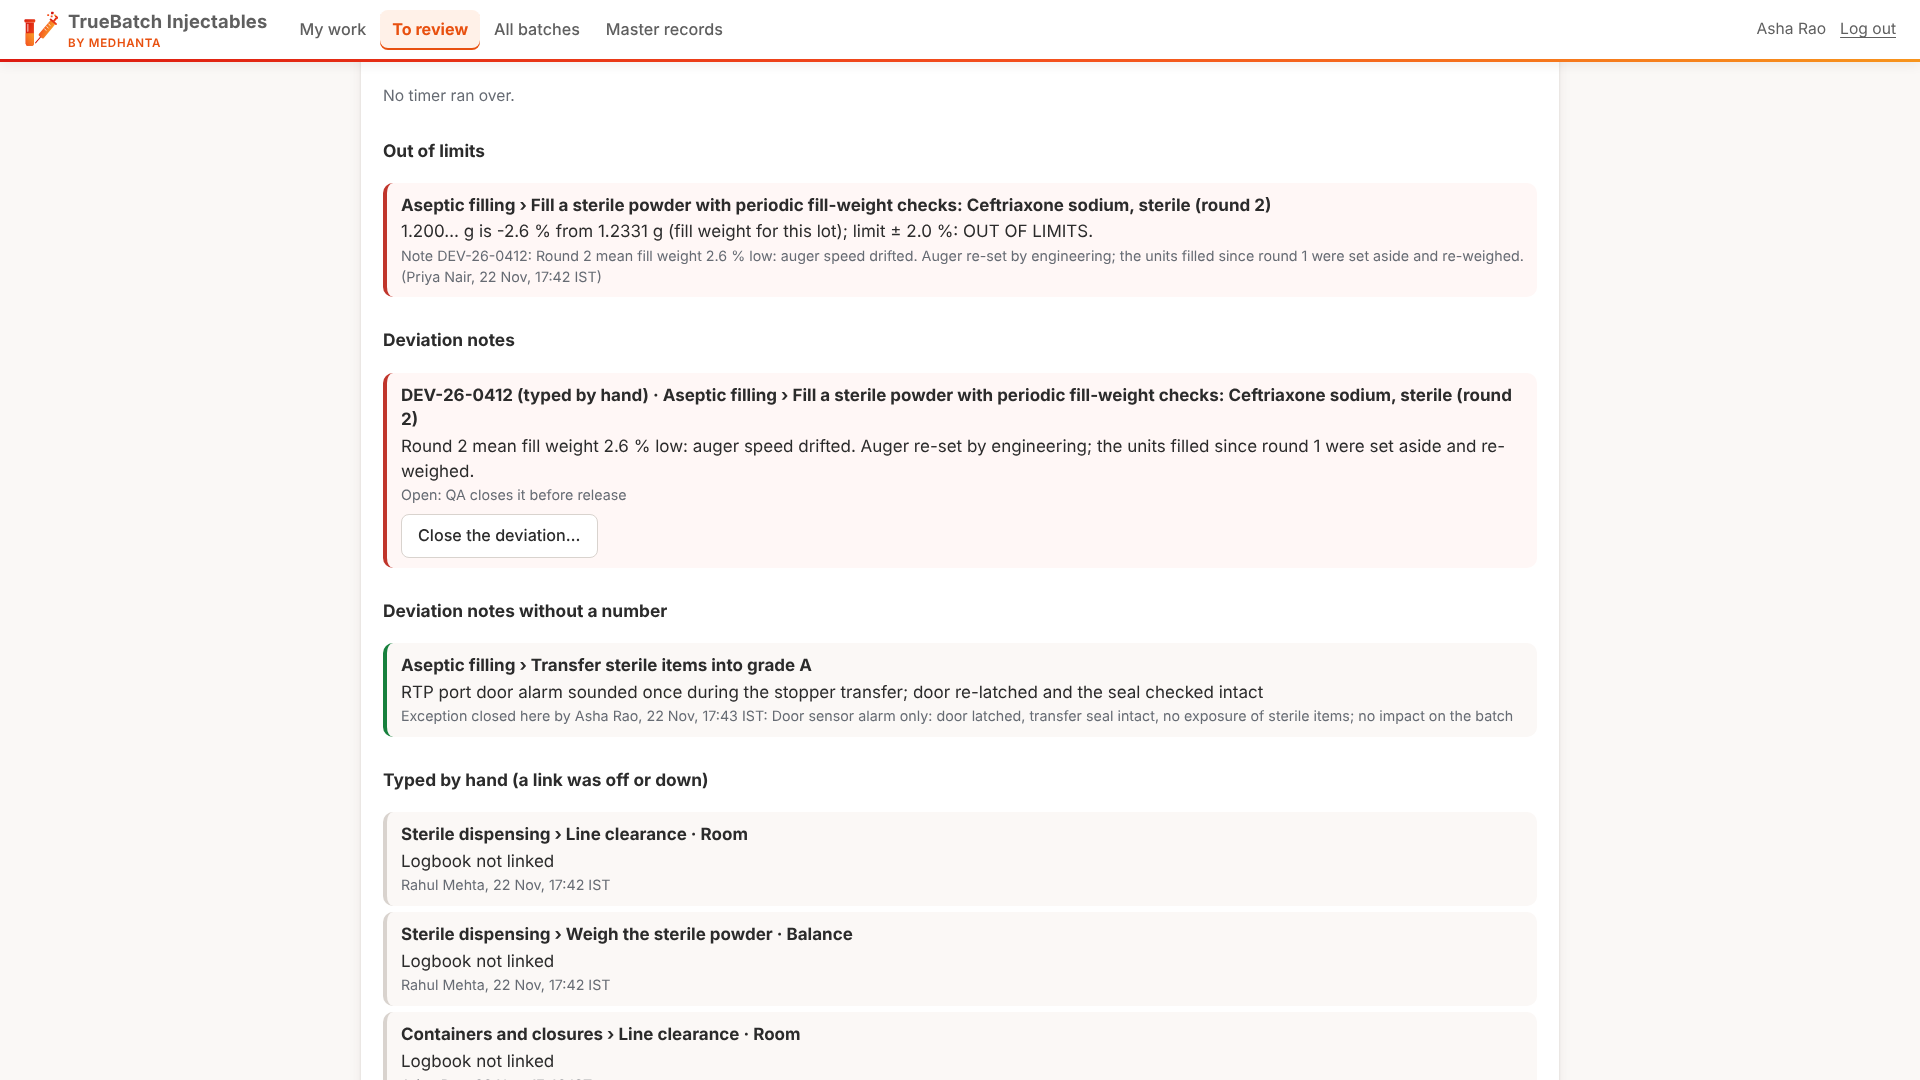 TrueBatch Injectables
BY MEDHANTA
My work
To review
All batches
Master records
Asha Rao
Log out
No timer ran over.
Out of limits
Aseptic filling › Fill a sterile powder with periodic fill-weight checks: Ceftriaxone sodium, sterile (round 2)
1.200… g is -2.6 % from 1.2331 g (fill weight for this lot); limit ± 2.0 %: OUT OF LIMITS.
Note DEV-26-0412: Round 2 mean fill weight 2.6 % low: auger speed drifted. Auger re-set by engineering; the units filled since round 1 were set aside and re-weighed.
(Priya Nair, 22 Nov, 17:42 IST)
Deviation notes
DEV-26-0412 (typed by hand) · Aseptic filling › Fill a sterile powder with periodic fill-weight checks: Ceftriaxone sodium, sterile (round
2)
Round 2 mean fill weight 2.6 % low: auger speed drifted. Auger re-set by engineering; the units filled since round 1 were set aside and re-
weighed.
Open: QA closes it before release
Close the deviation…
Deviation notes without a number
Aseptic filling › Transfer sterile items into grade A
RTP port door alarm sounded once during the stopper transfer; door re-latched and the seal checked intact
Exception closed here by Asha Rao, 22 Nov, 17:43 IST: Door sensor alarm only: door latched, transfer seal intact, no exposure of sterile items; no impact on the batch
Typed by hand (a link was off or down)
Sterile dispensing › Line clearance · Room
Logbook not linked
Rahul Mehta, 22 Nov, 17:42 IST
Sterile dispensing › Weigh the sterile powder · Balance
Logbook not linked
Rahul Mehta, 22 Nov, 17:42 IST
Containers and closures › Line clearance · Room
Logbook not linked